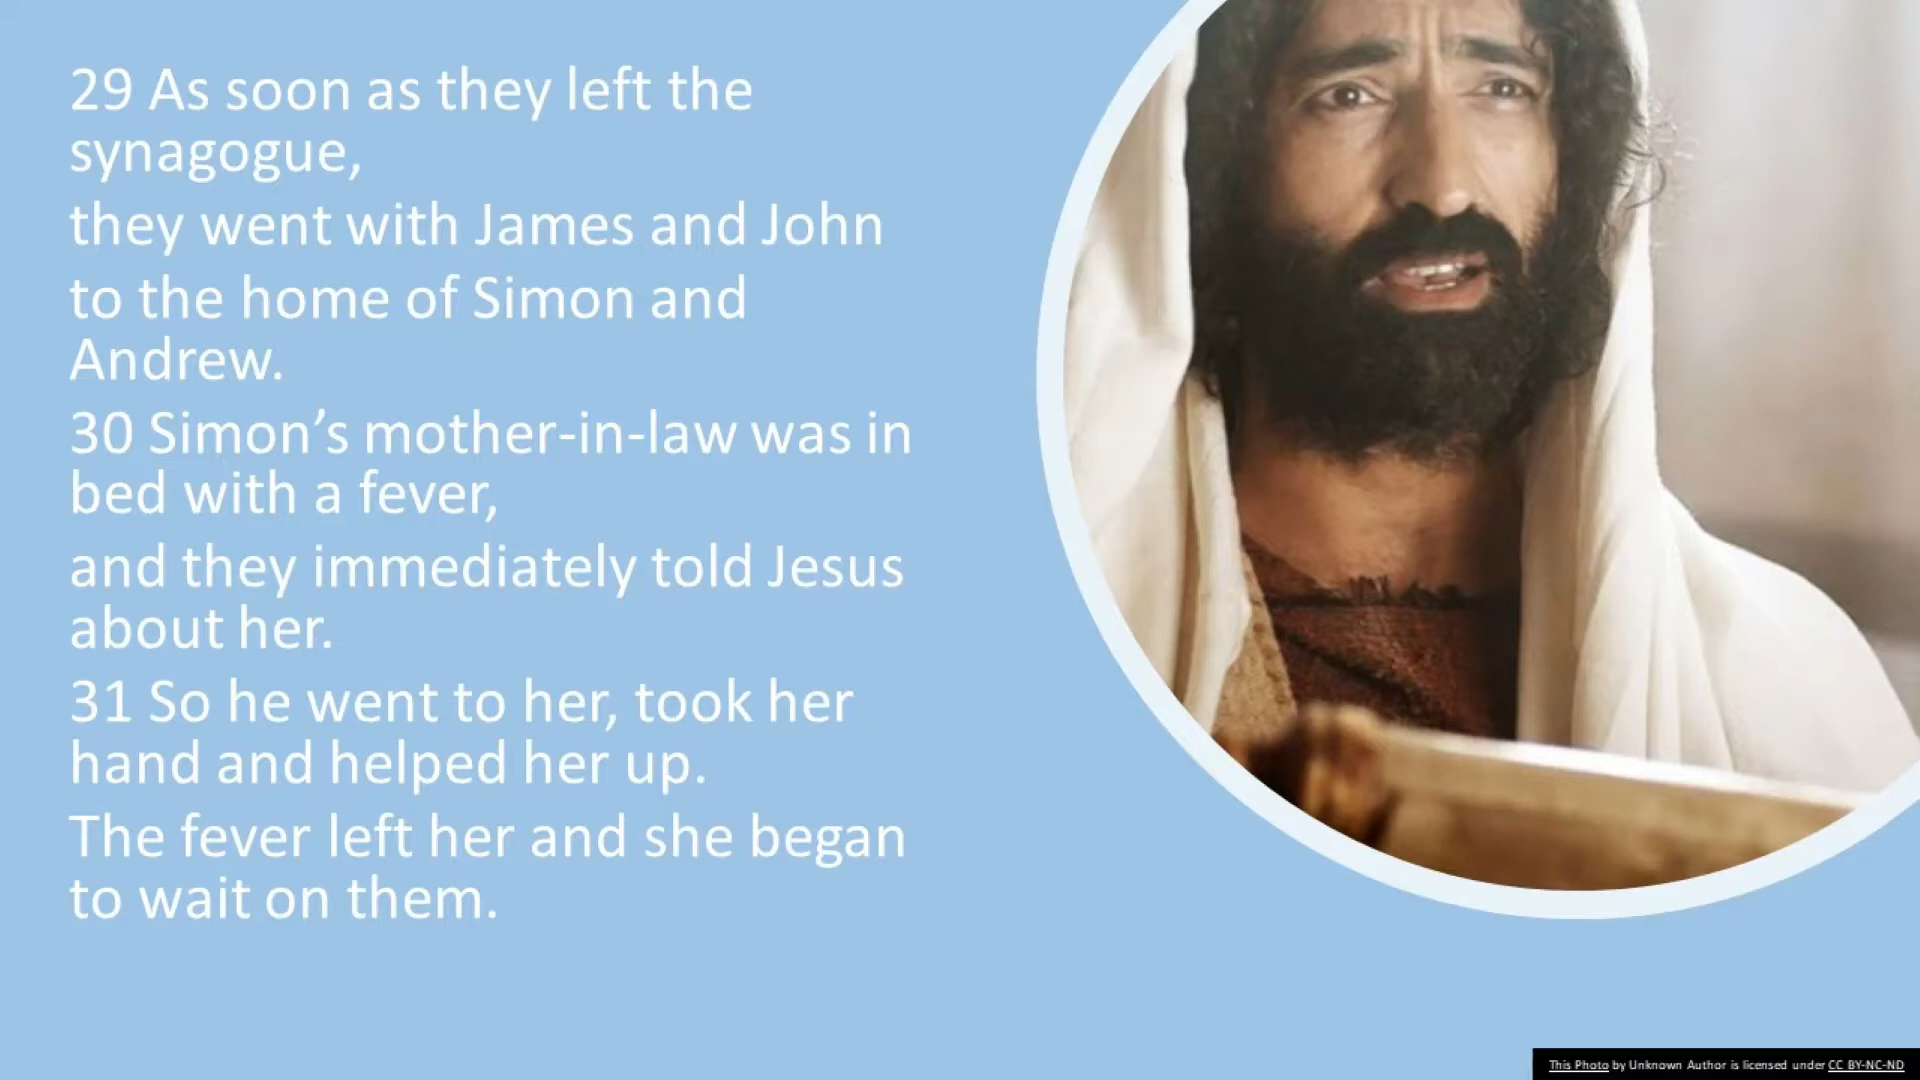 29 As soon as they left the
synagogue,
they went with James and John
to the home of Simon and
Andrew.
30 Simon’s mother-in-law was in
bed with a fever,
and they immediately told Jesus
about her.
31 So he went to her, took her
hand and helped her up.
The fever left her and she began
to wait on them.
This Photo by Unknown Author is licensed under CC BY-NC-ND